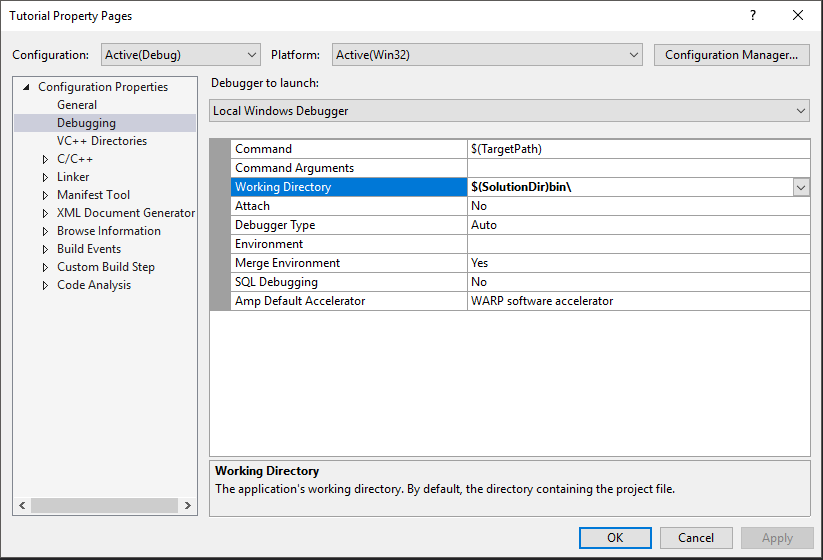 Tutorial Property Pages
?
Configuration: Active(Debug) Platform: Active(Win32) Configuration Manager...
Configuration Properties
General
Debugging
VC++ Directories
C/C++
Linker
Manifest Tool
XML Document Generator
Browse Information
Build Events
Custom Build Step
Code Analysis
Debugger to launch:
Local Windows Debugger
Command $(TargetPath)
Command Arguments
Working Directory $(SolutionDir)bin\
Attach No
Debugger Type Auto
Environment
Merge Environment Yes
SQL Debugging No
Amp Default Accelerator WARP software accelerator
Working Directory
The application's working directory. By default, the directory containing the project file.
OK Cancel Apply